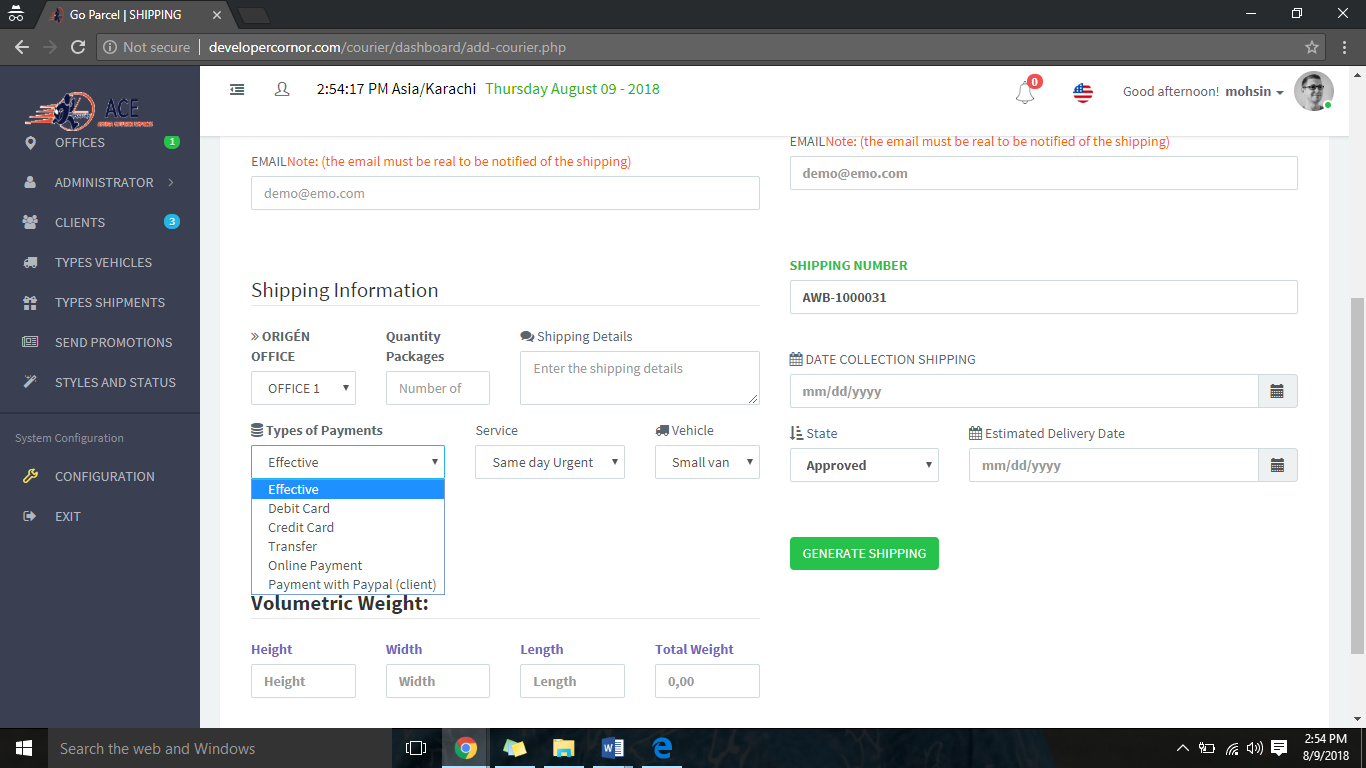 Go Parcel | SHIPPING
Not secure
developercornor.com/courier/dashboard/add-courier.php
ACE
OFFICES
1
ADMINISTRATOR
CLIENTS
3
TYPES VEHICLES
TYPES SHIPMENTS
SEND PROMOTIONS
STYLES AND STATUS
System Configuration
CONFIGURATION
EXIT
2:54:17 PM Asia/Karachi Thursday August 09 - 2018
0
Good afternoon! mohsin
EMAILNote: (the email must be real to be notified of the shipping)
demo@emo.com
EMAILNote: (the email must be real to be notified of the shipping)
demo@emo.com
Shipping Information
» ORIGÉN
OFFICE
OFFICE 1
Quantity
Packages
Number of
Shipping Details
Enter the shipping details
Types of Payments
Effective
Effective
Debit Card
Credit Card
Transfer
Online Payment
Payment with Paypal (client)
Service
Same day Urgent
Vehicle
Small van
SHIPPING NUMBER
AWB-1000031
DATE COLLECTION SHIPPING
mm/dd/yyyy
State
Approved
Estimated Delivery Date
mm/dd/yyyy
GENERATE SHIPPING
Volumetric Weight:
Height
Width
Length
Total Weight
Height
Width
Length
0,00
Search the web and Windows
2:54 PM
8/9/2018